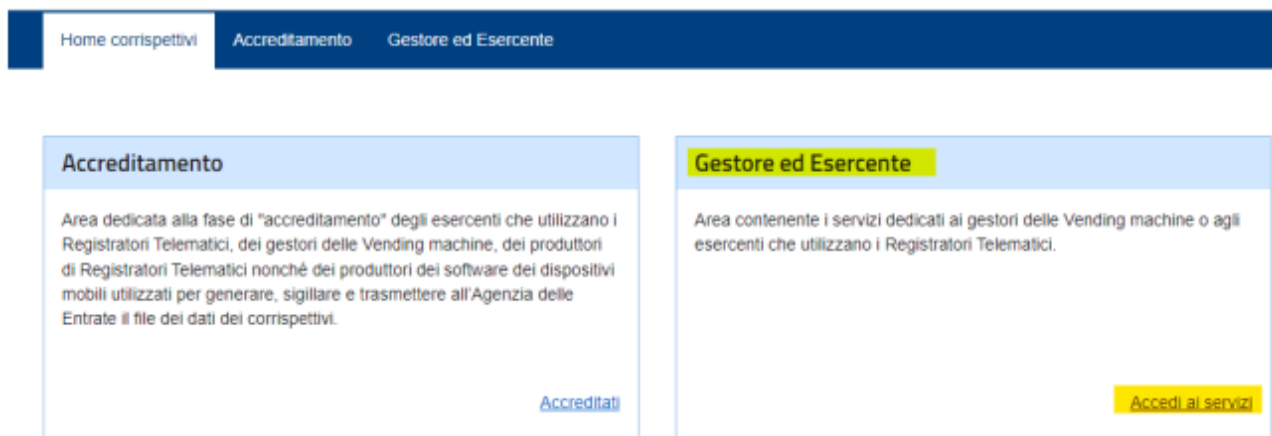 Home corrispettivi Accreditamento Gestore ed Esercente
Accreditamento
Area dedicata alla fase di "accreditamento" degli esercenti che utilizzano i
Registratori Telematici, dei gestori delle Vending machine, dei produttori
di Registratori Telematici nonché dei produttori dei software dei dispositivi
mobili utilizzati per generare, sigillare e trasmettere all'Agenzia delle
Entrate il file dei dati dei corrispettivi.
Accreditati
Gestore ed Esercente
Area contenente i servizi dedicati ai gestori delle Vending machine o agli
esercenti che utilizzano i Registratori Telematici.
Accedi ai servizi